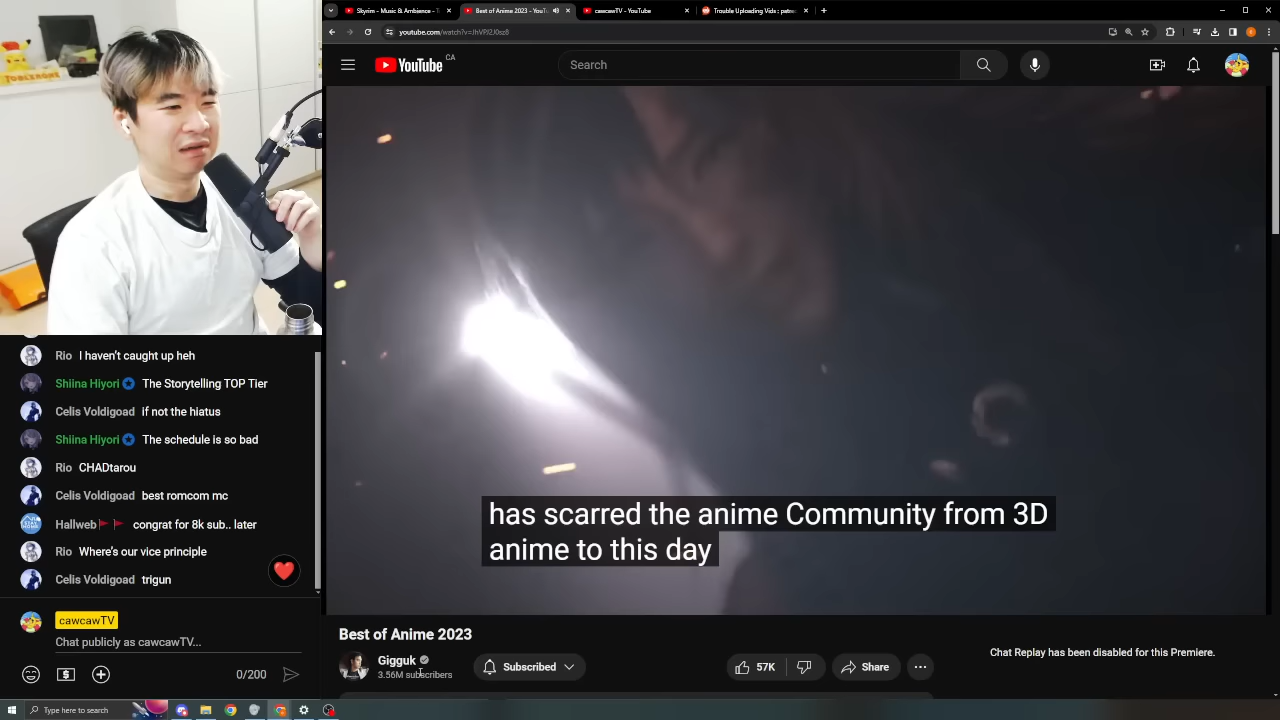 Skyrim - Music & Ambience - T
Best of Anime 2023 - YouT
cawcawTV - YouTube
Trouble Uploading Vids : patre
youtube.com
YouTube CA
Search
TOBLERONE
has scarred the anime Community from 3D
anime to this day
Rio I haven't caught up heh
Shiina Hiyori The Storytelling TOP Tier
Celis Voldigoad if not the hiatus
Shiina Hiyori The schedule is so bad
Rio CHADtarou
Celis Voldigoad best romcom mc
Hallweb congrat for 8k sub.. later
Rio Where's our vice principle
Celis Voldigoad trigun
cawcawTV
Chat publicly as cawcawTV...
0/200
Best of Anime 2023
Gigguk
3.56M subscribers
Subscribed
57K
Share
Chat Replay has been disabled for this Premiere.
Type here to search